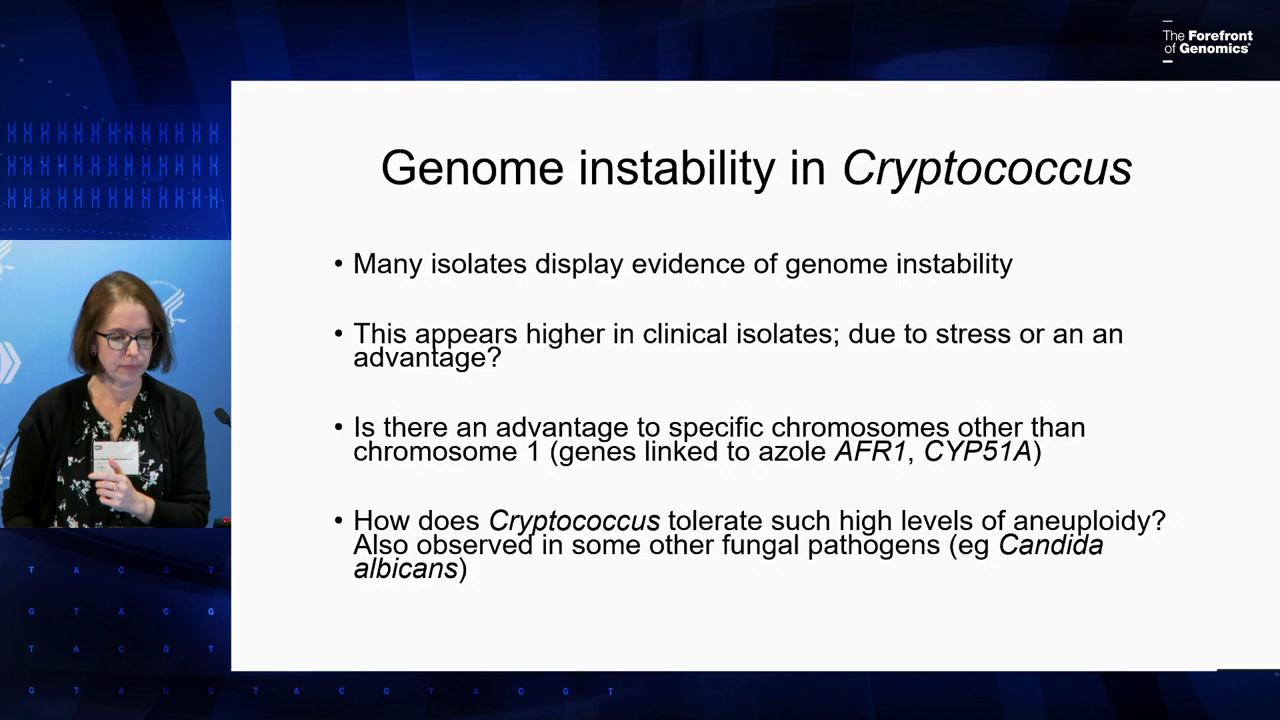 The Forefront
of Genomics®
Genome instability in Cryptococcus
• Many isolates display evidence of genome instability
• This appears higher in clinical isolates; due to stress or an an
advantage?
• Is there an advantage to specific chromosomes other than
chromosome 1 (genes linked to azole AFR1, CYP51A)
• How does Cryptococcus tolerate such high levels of aneuploidy?
Also observed in some other fungal pathogens (eg Candida
albicans)
T A C G T
G T A C G
T A C G T
G T A C G T A C G T A C G T